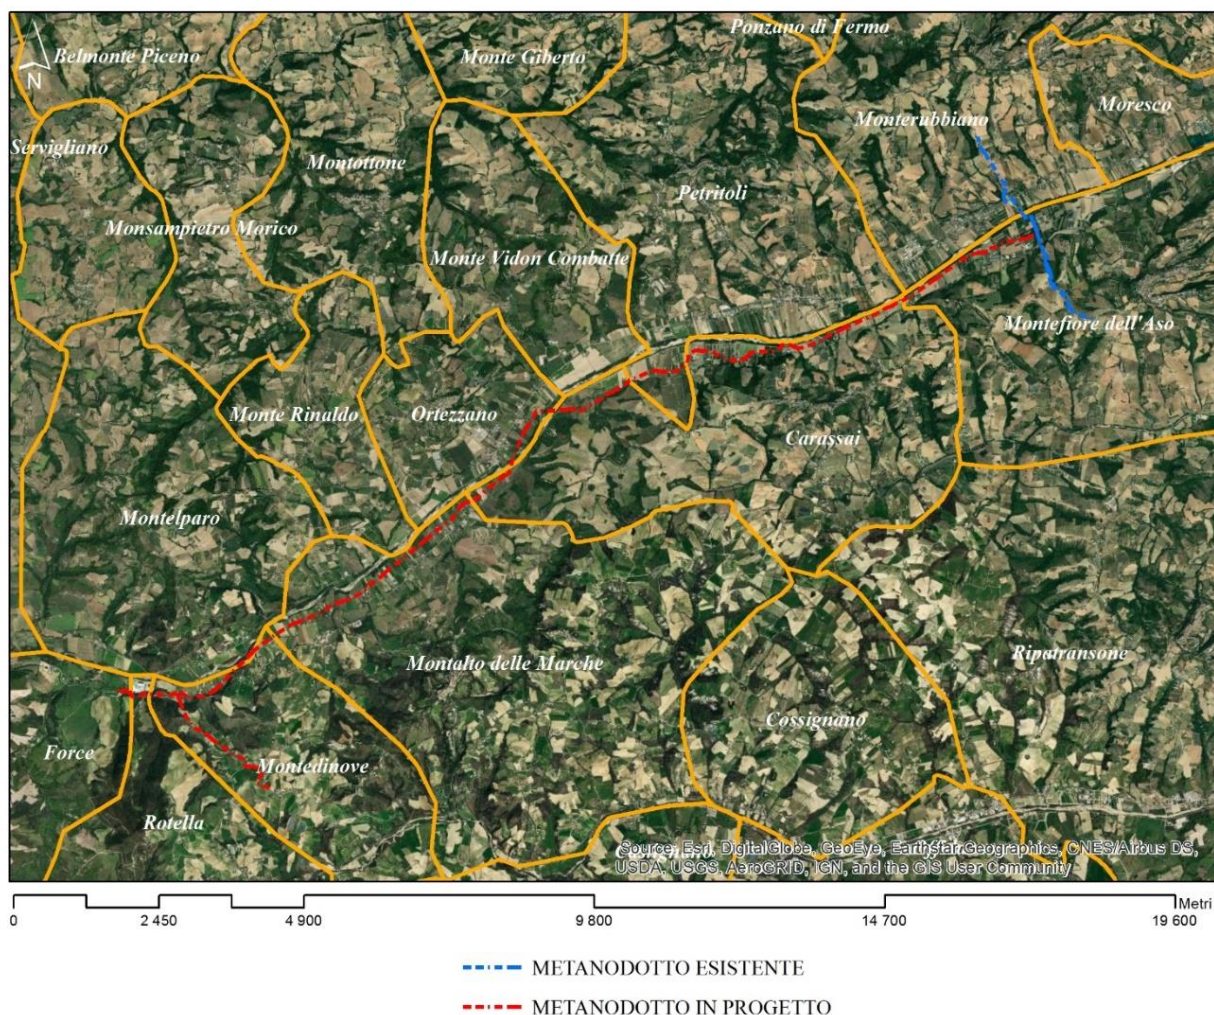 Ponzano di Fermo
Belmonte Piceno
Monte Giberto
N
Moresco
Monterubbiano
Servigliano
Montottone
Petritoli
Monsampietro Morico
Monte Vidon Combatte
Montefiore dell'Aso
Monte Rinaldo
Ortezzano
Carassai
Montelparo
Ripatransone
Montalto delle Marche
Cossignano
Force
Montedinove
Rotella
Source: Esri, DigitalGlobe, GeoEye, Earthstar Geographics, CNES/Airbus DS,
USDA, USGS, AeroGRID, IGN, and the GIS User Community
Metri
0 2 450 4 900 9 800 14 700 19 600
METANODOTTO ESISTENTE
METANODOTTO IN PROGETTO